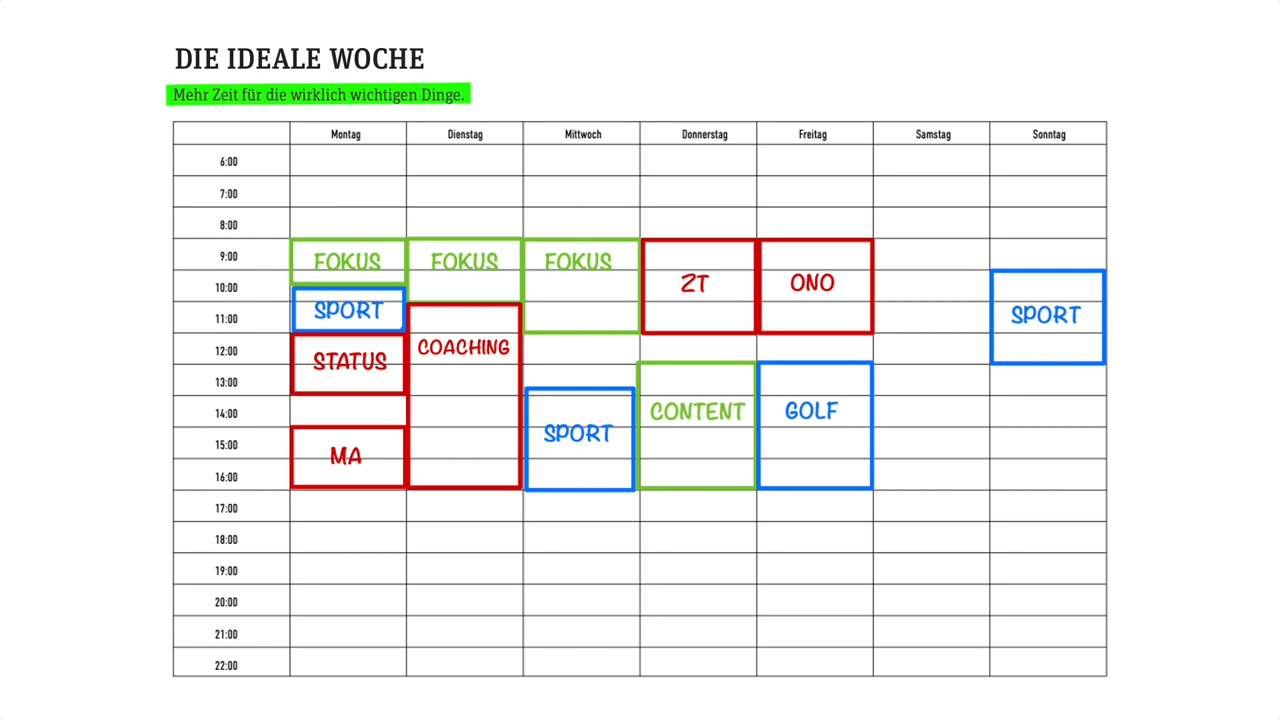 DIE IDEALE WOCHE
Mehr Zeit für die wirklich wichtigen Dinge.
Montag Dienstag Mittwoch Donnerstag Freitag Samstag Sonntag
6:00
7:00
8:00
9:00 FOKUS FOKUS FOKUS
10:00 ZT ONO
11:00 SPORT SPORT
12:00 STATUS COACHING
13:00
14:00 CONTENT GOLF
15:00 MA SPORT
16:00
17:00
18:00
19:00
20:00
21:00
22:00